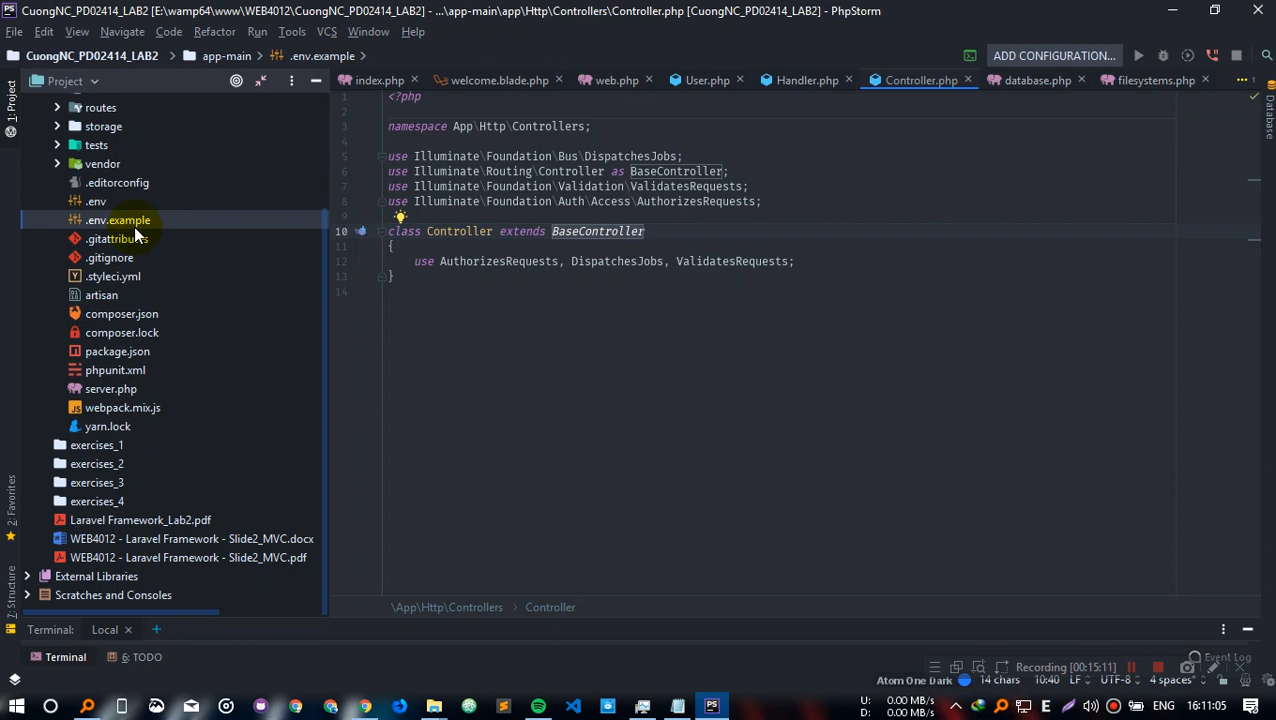 CuongNC_PD02414_LAB2 [E:\wamp64\www\WEB4012\CuongNC_PD02414_LAB2] - ...\app-main\app\Http\Controllers\Controller.php [CuongNC_PD02414_LAB2] - PhpStorm
File Edit View Navigate Code Refactor Run Tools VCS Window Help
CuongNC_PD02414_LAB2 app-main .env.example ADD CONFIGURATION...
Project
index.php welcome.blade.php web.php User.php Handler.php Controller.php database.php filesystems.php
1: Project
2: Favorites
7: Structure
Database
routes
storage
tests
vendor
.editorconfig
.env
.env.example
.gitattributes
.gitignore
.styleci.yml
artisan
composer.json
composer.lock
package.json
phpunit.xml
server.php
webpack.mix.js
yarn.lock
exercises_1
exercises_2
exercises_3
exercises_4
Laravel Framework_Lab2.pdf
WEB4012 - Laravel Framework - Slide2_MVC.docx
WEB4012 - Laravel Framework - Slide2_MVC.pdf
External Libraries
Scratches and Consoles
1 <?php
2
3 namespace App\Http\Controllers;
4
5 use Illuminate\Foundation\Bus\DispatchesJobs;
6 use Illuminate\Routing\Controller as BaseController;
7 use Illuminate\Foundation\Validation\ValidatesRequests;
8 use Illuminate\Foundation\Auth\Access\AuthorizesRequests;
9
10 class Controller extends BaseController
11 {
12 use AuthorizesRequests, DispatchesJobs, ValidatesRequests;
13 }
14
\App\Http\Controllers Controller
Terminal: Local
Terminal 6: TODO
Recording [00:15:11]
Event Log
Atom One Dark 14 chars 10:40 LF UTF-8 4 spaces
U: 0.00 MB/s
D: 0.00 MB/s
ENG 16:11:05